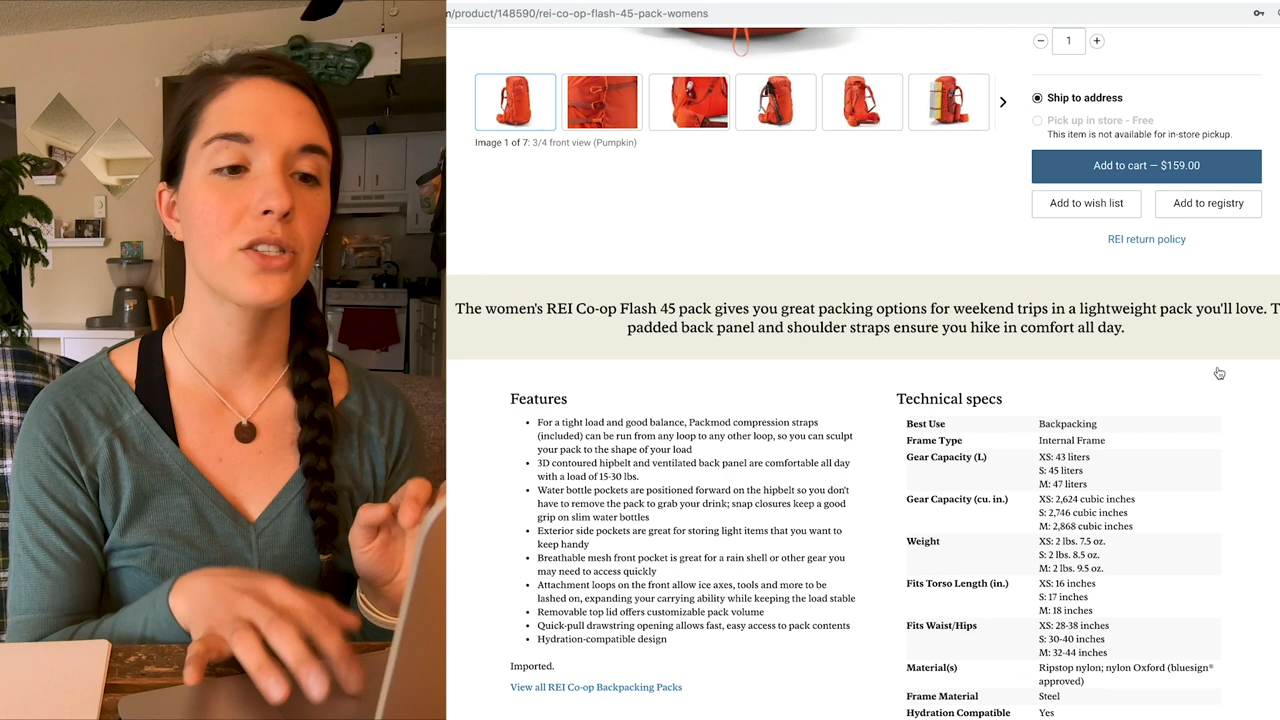 n/product/148590/rei-co-op-flash-45-pack-womens
1
Ship to address
Pick up in store - Free
This item is not available for in-store pickup.
Image 1 of 7: 3/4 front view (Pumpkin)
Add to cart — $159.00
Add to wish list
Add to registry
REI return policy
The women's REI Co-op Flash 45 pack gives you great packing options for weekend trips in a lightweight pack you'll love. T
padded back panel and shoulder straps ensure you hike in comfort all day.
Features
For a tight load and good balance, Packmod compression straps
(included) can be run from any loop to any other loop, so you can sculpt
your pack to the shape of your load
3D contoured hipbelt and ventilated back panel are comfortable all day
with a load of 15-30 lbs.
Water bottle pockets are positioned forward on the hipbelt so you don't
have to remove the pack to grab your drink; snap closures keep a good
grip on slim water bottles
Exterior side pockets are great for storing light items that you want to
keep handy
Breathable mesh front pocket is great for a rain shell or other gear you
may need to access quickly
Attachment loops on the front allow ice axes, tools and more to be
lashed on, expanding your carrying ability while keeping the load stable
Removable top lid offers customizable pack volume
Quick-pull drawstring opening allows fast, easy access to pack contents
Hydration-compatible design
Imported.
View all REI Co-op Backpacking Packs
Technical specs
Best Use Backpacking
Frame Type Internal Frame
Gear Capacity (L) XS: 43 liters
S: 45 liters
M: 47 liters
Gear Capacity (cu. in.) XS: 2,624 cubic inches
S: 2,746 cubic inches
M: 2,868 cubic inches
Weight XS: 2 lbs. 7.5 oz.
S: 2 lbs. 8.5 oz.
M: 2 lbs. 9.5 oz.
Fits Torso Length (in.) XS: 16 inches
S: 17 inches
M: 18 inches
Fits Waist/Hips XS: 28-38 inches
S: 30-40 inches
M: 32-44 inches
Material(s) Ripstop nylon; nylon Oxford (bluesign®
approved)
Frame Material Steel
Hydration Compatible Yes